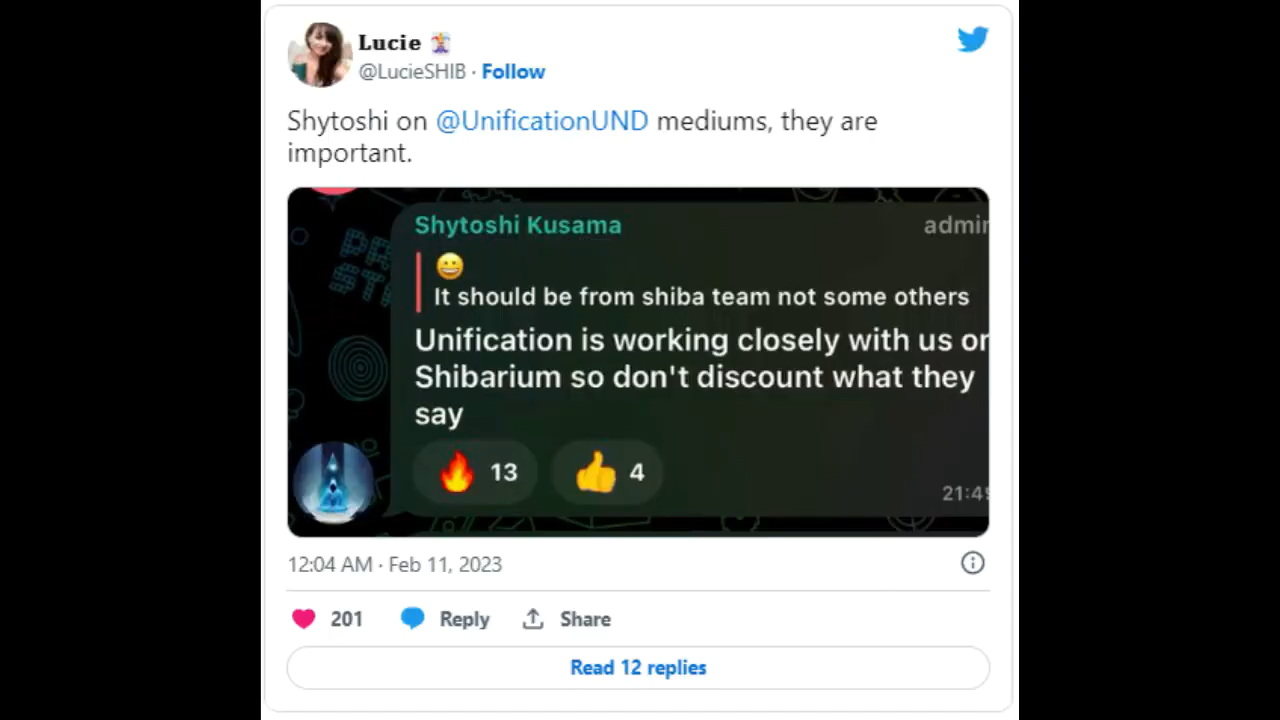 Lucie 🃏
@LucieSHIB · Follow
Shytoshi on @UnificationUND mediums, they are
important.
Shytoshi Kusama admin
😀
It should be from shiba team not some others
Unification is working closely with us on
Shibarium so don't discount what they
say
🔥 13 👍 4
21:4
12:04 AM · Feb 11, 2023
201 Reply Share
Read 12 replies